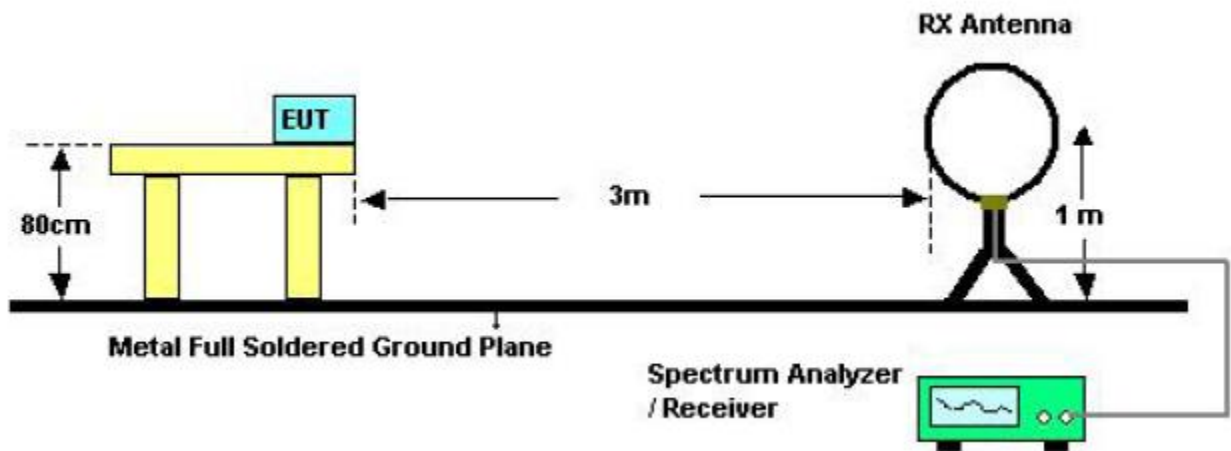 RX Antenna
EUT
3m
80cm
1 m
Metal Full Soldered Ground Plane
Spectrum Analyzer
/ Receiver